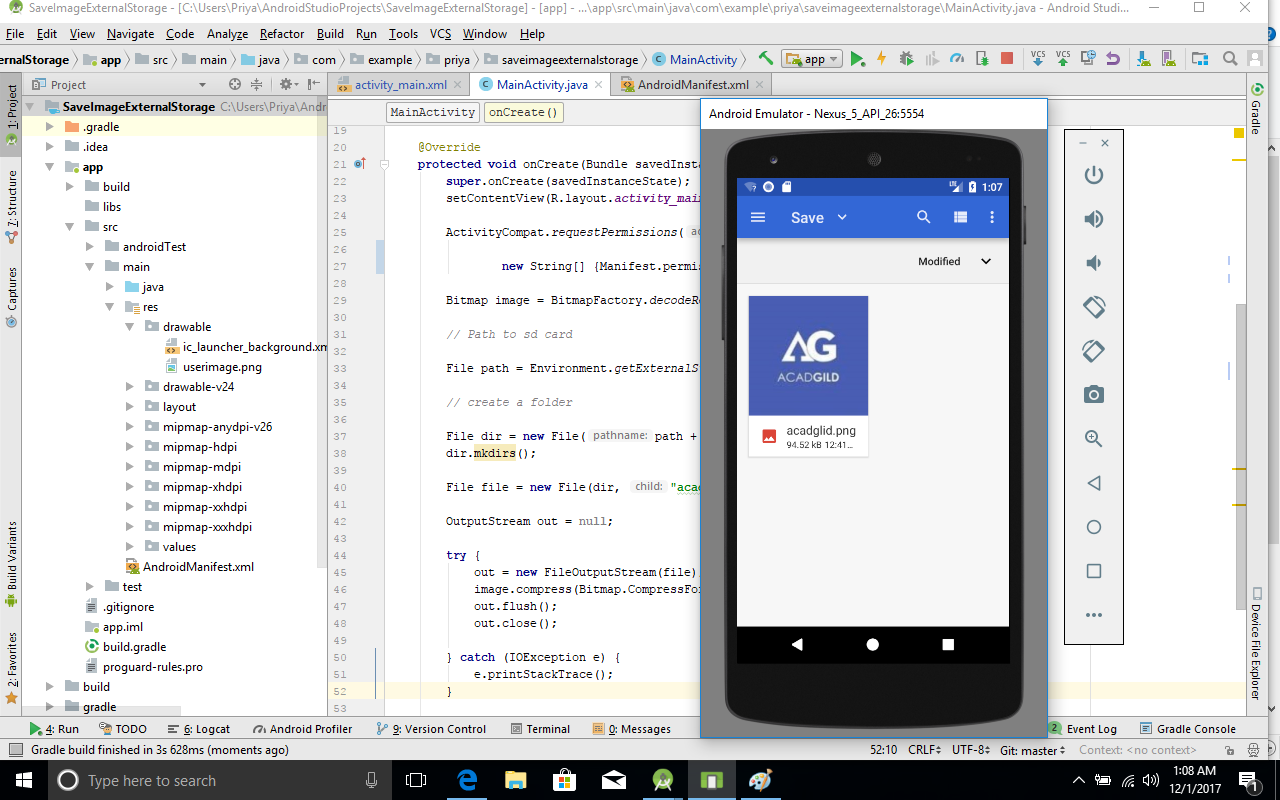 SaveImageExternalStorage - [C:\Users\Priya\AndroidStudioProjects\SaveImageExternalStorage] - [app] - ...\app\src\main\java\com\example\priya\saveimageexternalstorage\MainActivity.java - Android Studi...
File Edit View Navigate Code Analyze Refactor Build Run Tools VCS Window Help
ernalStorage app src main java com example priya saveimageexternalstorage MainActivity app VCS VCS
Project
activity_main.xml MainActivity.java AndroidManifest.xml
1: Project
7: Structure
Captures
Build Variants
2: Favorites
SaveImageExternalStorage C:\Users\Priya\Andr
.gradle
.idea
app
build
libs
src
androidTest
main
java
res
drawable
ic_launcher_background.xm
userimage.png
drawable-v24
layout
mipmap-anydpi-v26
mipmap-hdpi
mipmap-mdpi
mipmap-xhdpi
mipmap-xxhdpi
mipmap-xxxhdpi
values
AndroidManifest.xml
test
.gitignore
app.iml
build.gradle
proguard-rules.pro
build
gradle
MainActivity onCreate()
19
20 @Override
21 protected void onCreate(Bundle savedInsta
22 super.onCreate(savedInstanceState);
23 setContentView(R.layout.activity_mai
24
25 ActivityCompat.requestPermissions( ac
26
27 new String[] {Manifest.permis
28
29 Bitmap image = BitmapFactory.decodeRe
30
31 // Path to sd card
32
33 File path = Environment.getExternalS
34
35 // create a folder
36
37 File dir = new File( pathname: path +
38 dir.mkdirs();
39
40 File file = new File(dir, child: "acad
41
42 OutputStream out = null;
43
44 try {
45 out = new FileOutputStream(file)
46 image.compress(Bitmap.CompressFor
47 out.flush();
48 out.close();
49
50 } catch (IOException e) {
51 e.printStackTrace();
52 }
53
Android Emulator - Nexus_5_API_26:5554
LTE 1:07
Save
Modified
AG
ACADGILD
acadglid.png
94.52 kB 12:41...
Gradle
Device File Explorer
4: Run TODO 6: Logcat Android Profiler 9: Version Control Terminal 0: Messages 2 Event Log Gradle Console
Gradle build finished in 3s 628ms (moments ago) 52:10 CRLF UTF-8 Git: master Context: <no context>
Type here to search
1:08 AM
12/1/2017
1